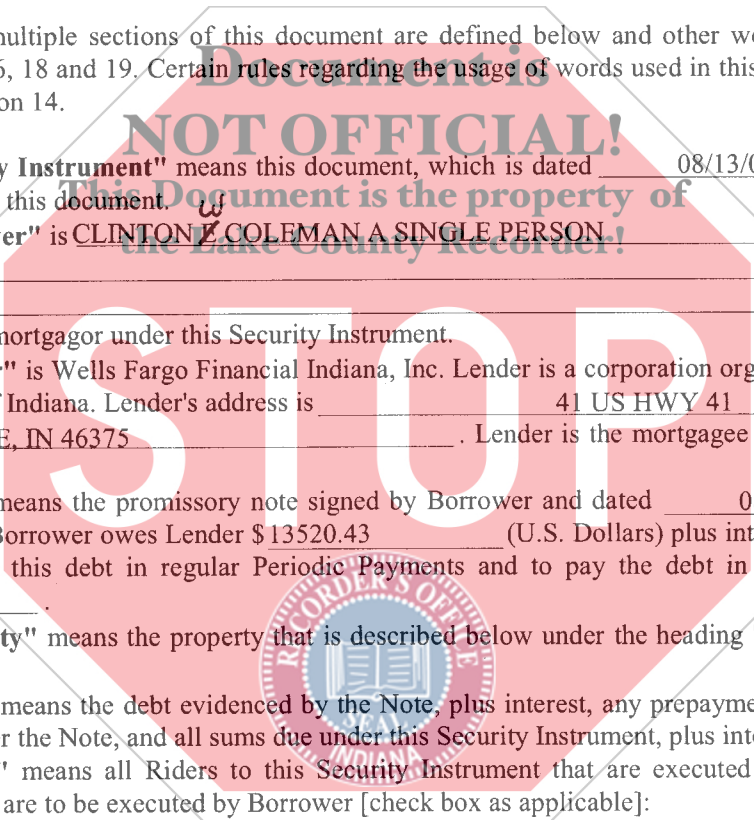 multiple sections of this document are defined below and other wo
6, 18 and 19. Certain rules regarding the usage of words used in this
on 14.
Document is
NOT OFFICIAL!
This Document is the property of
the Lake County Recorder!
y Instrument" means this document, which is dated 08/13/0
this document.
w
er" is CLINTON E COLEMAN A SINGLE PERSON
mortgagor under this Security Instrument.
r" is Wells Fargo Financial Indiana, Inc. Lender is a corporation org
f Indiana. Lender's address is 41 US HWY 41
E, IN 46375 . Lender is the mortgagee
STOP
means the promissory note signed by Borrower and dated 0
Borrower owes Lender $ 13520.43 (U.S. Dollars) plus int
this debt in regular Periodic Payments and to pay the debt in
.
ty" means the property that is described below under the heading
RECORDER'S OFFICE
SEAL
INDIANA
means the debt evidenced by the Note, plus interest, any prepayme
r the Note, and all sums due under this Security Instrument, plus inte
" means all Riders to this Security Instrument that are executed
are to be executed by Borrower [check box as applicable]: